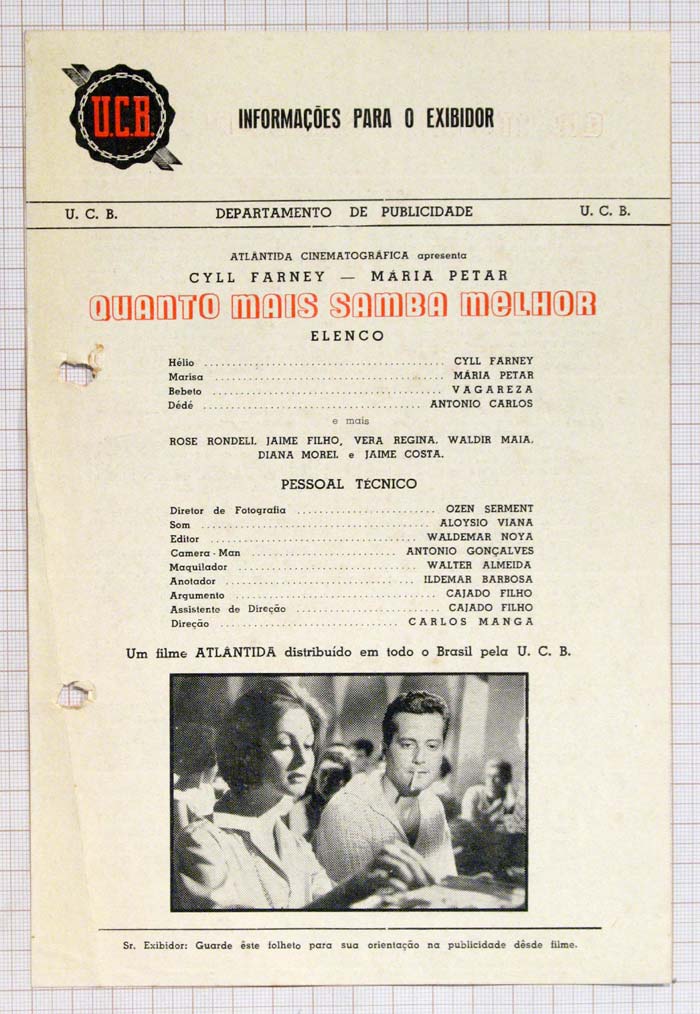 U.C.B.
INFORMAÇÕES PARA O EXIBIDOR
U. C. B. DEPARTAMENTO DE PUBLICIDADE U. C. B.
ATLÂNTIDA CINEMATOGRÁFICA apresenta
CYLL FARNEY — MÁRIA PETAR
QUANTO MAIS SAMBA MELHOR
ELENCO
Hélio ........................................ CYLL FARNEY
Marisa ........................................ MÁRIA PETAR
Bebeto ........................................ VAGAREZA
Dédé ........................................ ANTONIO CARLOS
e mais
ROSE RONDELI, JAIME FILHO, VERA REGINA, WALDIR MAIA,
DIANA MOREL e JAIME COSTA.
PESSOAL TÉCNICO
Diretor de Fotografia ........................ OZEN SERMENT
Som ........................................ ALOYSIO VIANA
Editor ........................................ WALDEMAR NOYA
Camera - Man ........................... ANTONIO GONÇALVES
Maquilador ................................ WALTER ALMEIDA
Anotador ................................ ILDEMAR BARBOSA
Argumento ................................ CAJADO FILHO
Assistente de Direção ........................ CAJADO FILHO
Direção ................................ CARLOS MANGA
Um filme ATLÂNTIDA distribuído em todo o Brasil pela U. C. B.
Sr. Exibidor: Guarde êste folheto para sua orientação na publicidade dêsde filme.